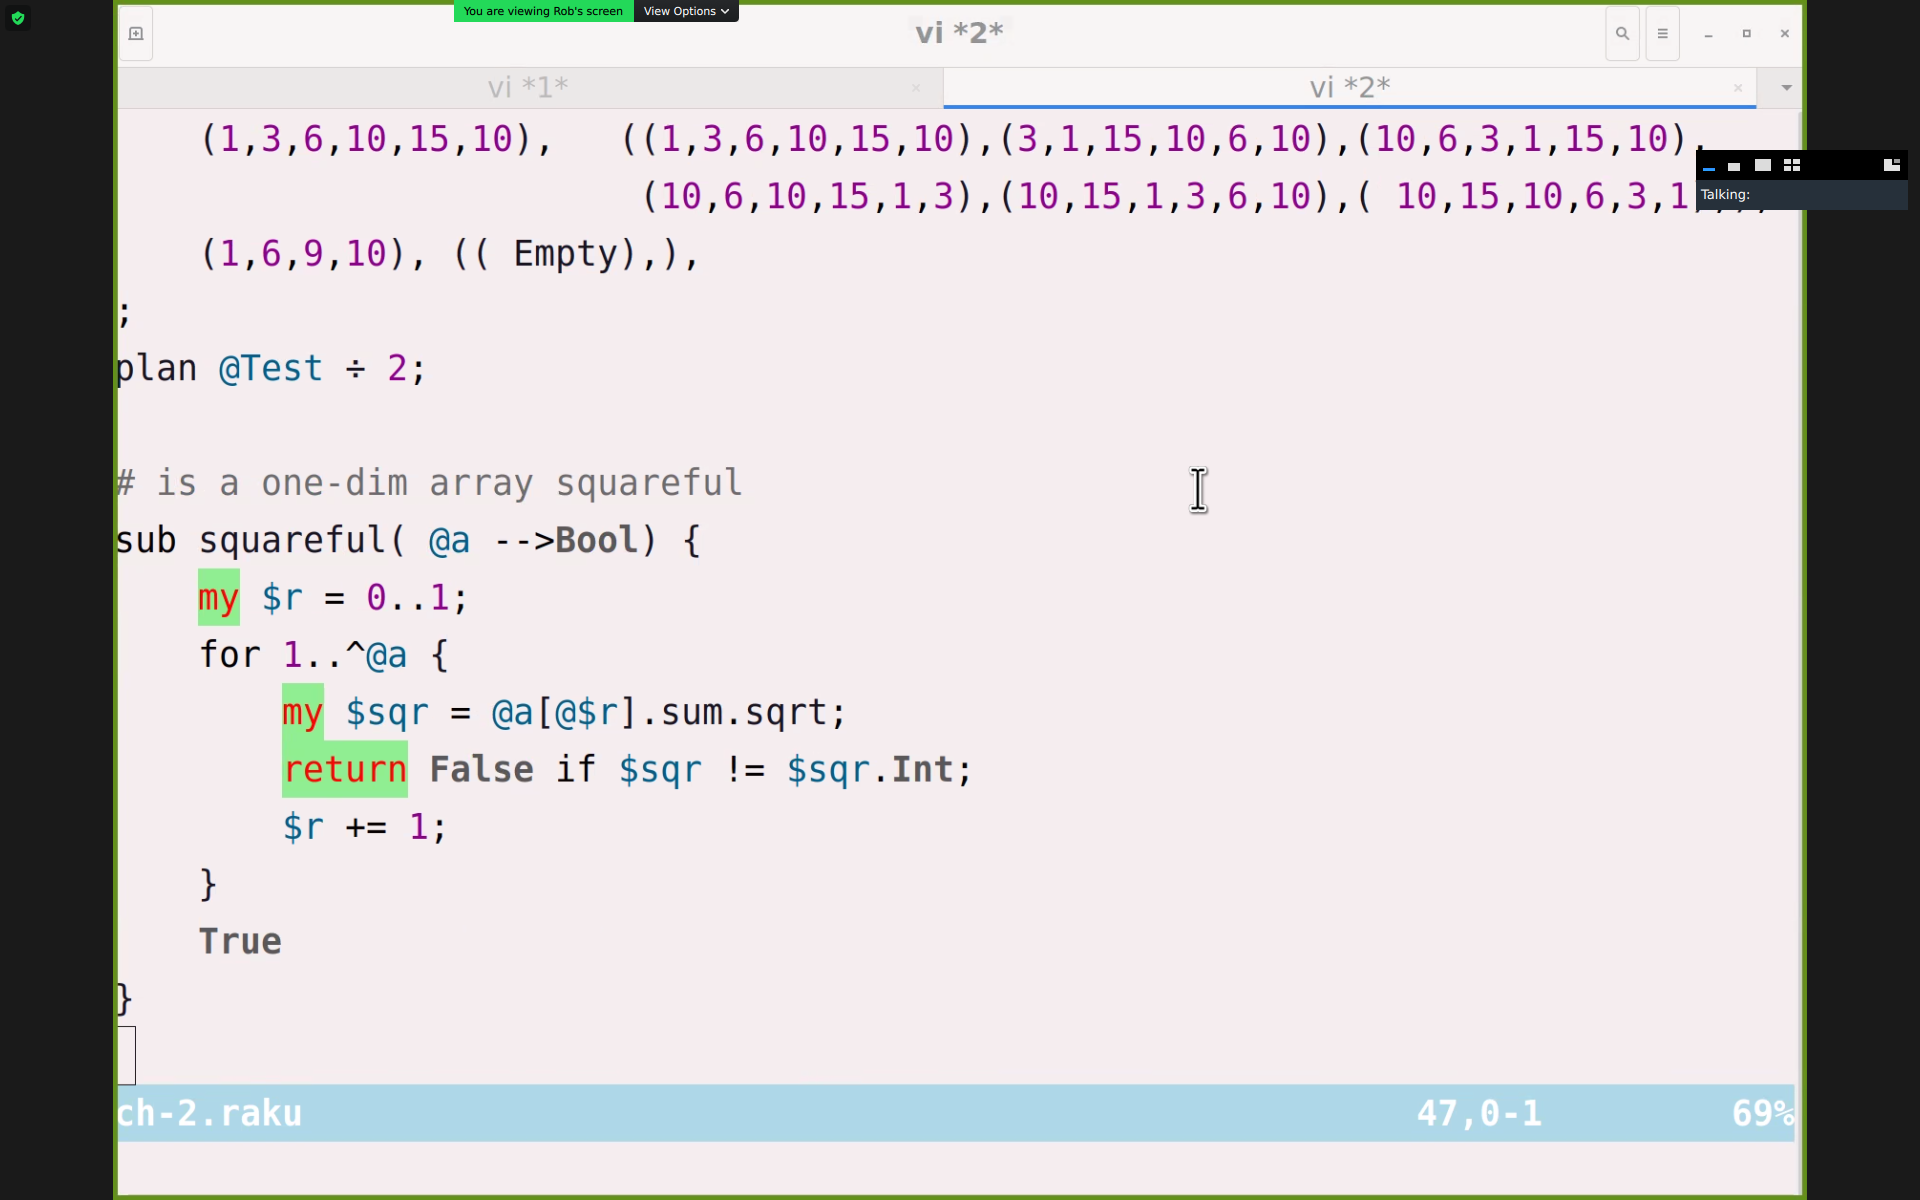 You are viewing Rob's screen View Options
vi *2*
vi *1* vi *2*
(1,3,6,10,15,10), ((1,3,6,10,15,10),(3,1,15,10,6,10),(10,6,3,1,15,10),
(10,6,10,15,1,3),(10,15,1,3,6,10),( 10,15,10,6,3,1
Talking:
(1,6,9,10), (( Empty),),
;
plan @Test ÷ 2;
# is a one-dim array squareful
sub squareful( @a -->Bool) {
my $r = 0..1;
for 1..^@a {
my $sqr = @a[@$r].sum.sqrt;
return False if $sqr != $sqr.Int;
$r += 1;
}
True
}
ch-2.raku 47,0-1 69%